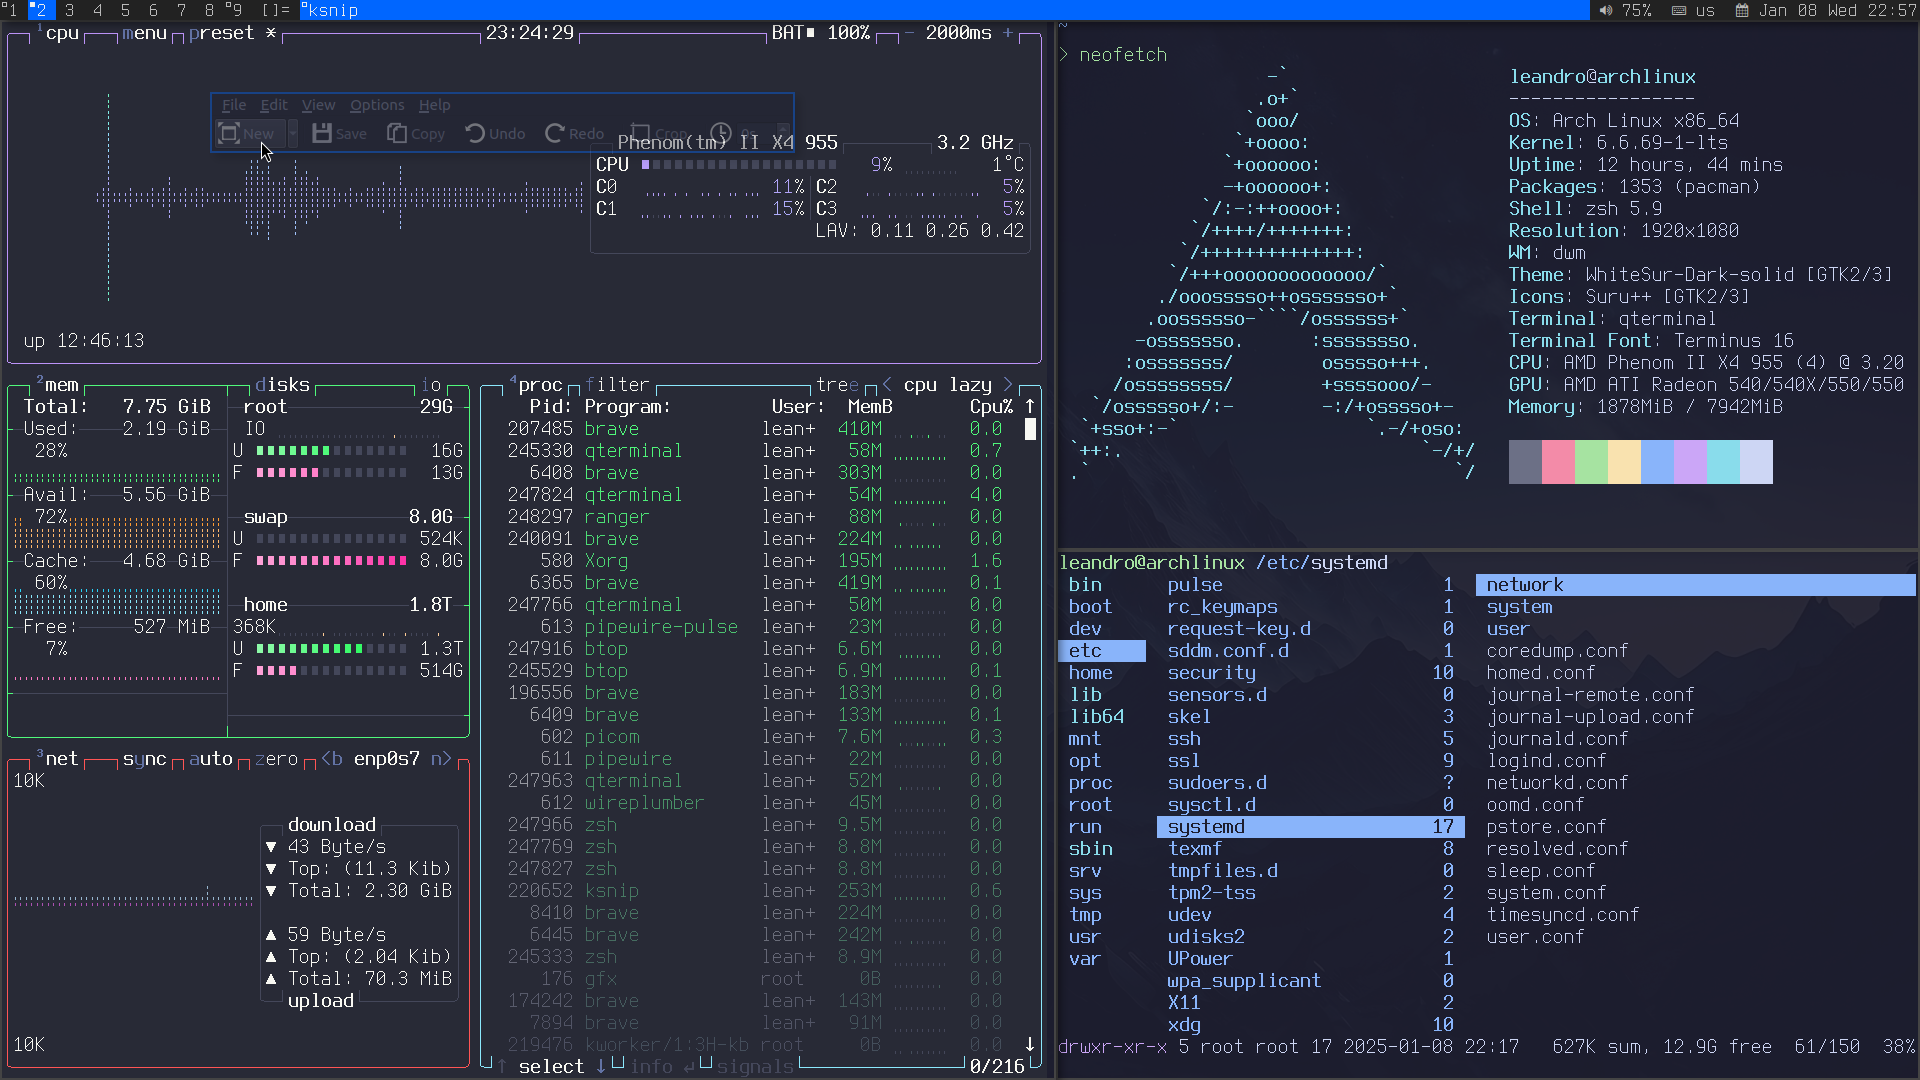 1 2 3 4 5 6 7 8 9 []= ksnip 75% us Jan 08 Wed 22:57
1cpu menu preset * 23:24:29 BAT■ 100% - 2000ms +
File Edit View Options Help
New Save Copy Undo Redo Crop
Phenom(tm) II X4 955 3.2 GHz
CPU 9% 1°C
C0 11% C2 5%
C1 15% C3 5%
LAV: 0.11 0.26 0.42
up 12:46:13
2mem disks io
Total: 7.75 GiB
Used: 2.19 GiB
28%
Avail: 5.56 GiB
72%
Cache: 4.68 GiB
60%
Free: 527 MiB
7%
root 29G
IO
U 16G
F 13G
swap 8.0G
U 524K
F 8.0G
home 1.8T
368K
U 1.3T
F 514G
3net sync auto zero <b enp0s7 n>
10K
download
▼ 43 Byte/s
▼ Top: (11.3 Kib)
▼ Total: 2.30 GiB
▲ 59 Byte/s
▲ Top: (2.04 Kib)
▲ Total: 70.3 MiB
upload
10K
4proc filter tree < cpu lazy >
Pid: Program: User: MemB Cpu% ↑
207485 brave lean+ 410M 0.0
245330 qterminal lean+ 58M 0.7
6408 brave lean+ 303M 0.0
247824 qterminal lean+ 54M 4.0
248297 ranger lean+ 88M 0.0
240091 brave lean+ 224M 0.0
580 Xorg lean+ 195M 1.6
6365 brave lean+ 419M 0.1
247766 qterminal lean+ 50M 0.0
613 pipewire-pulse lean+ 23M 0.0
247916 btop lean+ 6.6M 0.0
245529 btop lean+ 6.9M 0.1
196556 brave lean+ 183M 0.0
6409 brave lean+ 133M 0.1
602 picom lean+ 7.6M 0.3
611 pipewire lean+ 22M 0.0
247963 qterminal lean+ 52M 0.0
612 wireplumber lean+ 45M 0.0
247966 zsh lean+ 9.5M 0.0
247769 zsh lean+ 8.8M 0.0
247827 zsh lean+ 8.8M 0.0
220652 ksnip lean+ 253M 0.6
8410 brave lean+ 224M 0.0
6445 brave lean+ 242M 0.0
245333 zsh lean+ 8.9M 0.0
176 gfx root 0B 0.0
174242 brave lean+ 143M 0.0
7894 brave lean+ 91M 0.0
219476 kworker/1:3H-kb root 0B 0.0 ↓
↑ select ↓ info ↵ signals 0/216
~
> neofetch
-`
.o+`
`ooo/
`+oooo:
`+oooooo:
-+oooooo+:
`/:-:++oooo+:
`/++++/+++++++:
`/++++++++++++++:
`/+++ooooooooooooo/`
./ooosssso++osssssso+`
.oossssso-````/ossssss+`
-osssssso. :ssssssso.
:osssssss/ osssso+++.
/ossssssss/ +ssssooo/-
`/ossssso+/:- -:/+osssso+-
`+sso+:-` `.-/+oso:
`++:. `-/+/
.` `/
leandro@archlinux
-----------------
OS: Arch Linux x86_64
Kernel: 6.6.69-1-lts
Uptime: 12 hours, 44 mins
Packages: 1353 (pacman)
Shell: zsh 5.9
Resolution: 1920x1080
WM: dwm
Theme: WhiteSur-Dark-solid [GTK2/3]
Icons: Suru++ [GTK2/3]
Terminal: qterminal
Terminal Font: Terminus 16
CPU: AMD Phenom II X4 955 (4) @ 3.20
GPU: AMD ATI Radeon 540/540X/550/550
Memory: 1878MiB / 7942MiB
leandro@archlinux /etc/systemd
bin
boot
dev
etc
home
lib
lib64
mnt
opt
proc
root
run
sbin
srv
sys
tmp
usr
var
pulse 1
rc_keymaps 1
request-key.d 0
sddm.conf.d 1
security 10
sensors.d 0
skel 3
ssh 5
ssl 9
sudoers.d ?
sysctl.d 0
systemd 17
texmf 8
tmpfiles.d 0
tpm2-tss 2
udev 4
udisks2 2
UPower 1
wpa_supplicant 0
X11 2
xdg 10
network
system
user
coredump.conf
homed.conf
journal-remote.conf
journal-upload.conf
journald.conf
logind.conf
networkd.conf
oomd.conf
pstore.conf
resolved.conf
sleep.conf
system.conf
timesyncd.conf
user.conf
drwxr-xr-x 5 root root 17 2025-01-08 22:17 627K sum, 12.9G free 61/150 38%